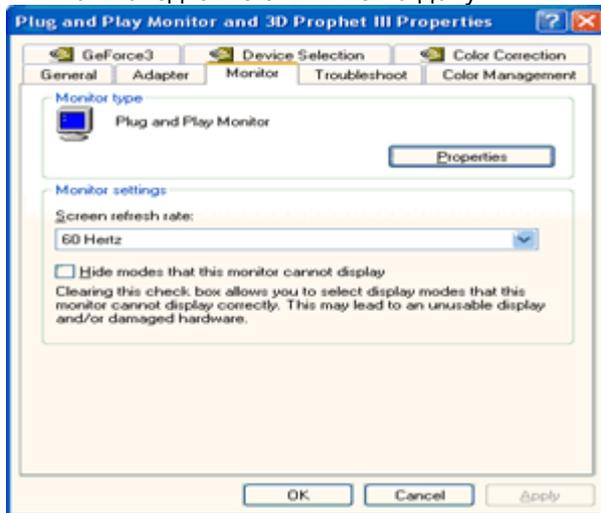 Plug and Play Monitor and 3D Prophet III Properties
GeForce3 Device Selection Color Correction
General Adapter Monitor Troubleshoot Color Management
Monitor type
Plug and Play Monitor
Properties
Monitor settings
Screen refresh rate:
60 Hertz
Hide modes that this monitor cannot display
Clearing this check box allows you to select display modes that this
monitor cannot display correctly. This may lead to an unusable display
and/or damaged hardware.
OK Cancel Apply